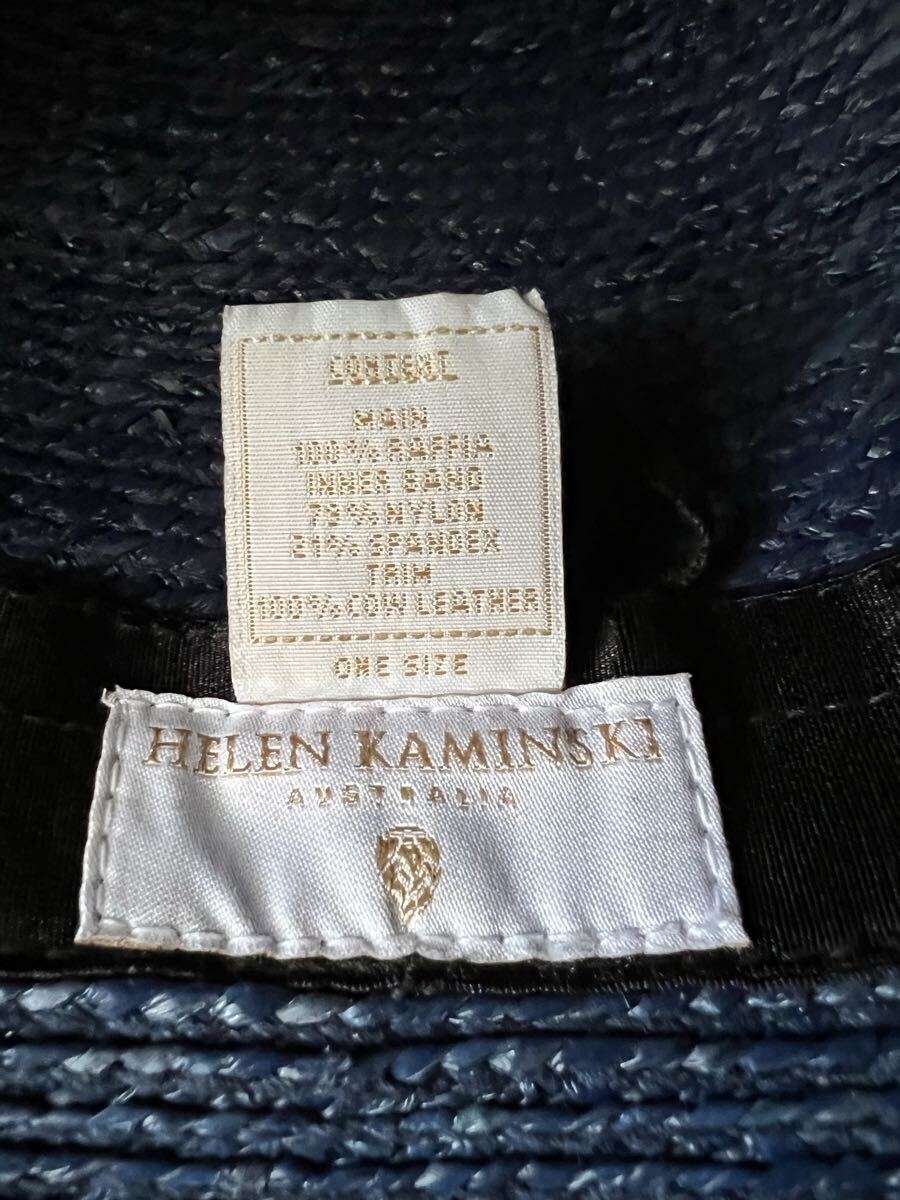 CONTENT
MAIN
100% RAFFIA
INNER BAND
79% NYLON
21% SPANDEX
TRIM
100% COW LEATHER
ONE SIZE
HELEN KAMINSKI
AUSTRALIA